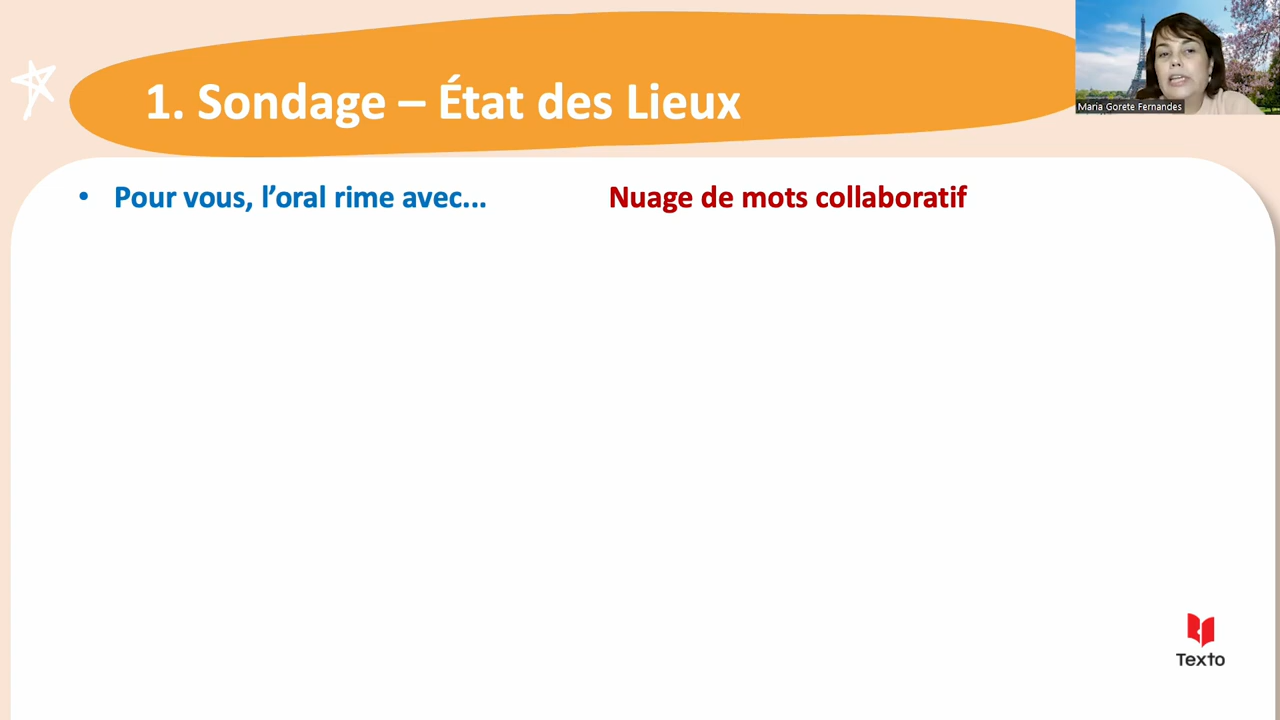 1. Sondage – État des Lieux
Maria Gorete Fernandes
• Pour vous, l’oral rime avec...
Nuage de mots collaboratif
Texto